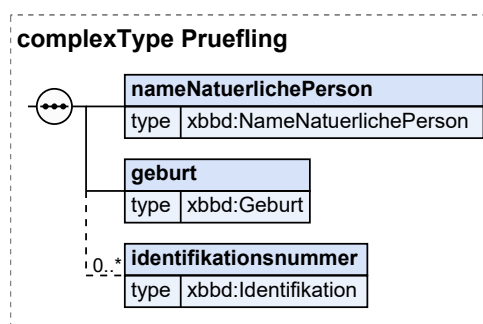 complexType Pruefling
nameNatuerlichePerson
type xbbd:NameNatuerlichePerson
geburt
type xbbd:Geburt
0..* identifikationsnummer
type xbbd:Identifikation